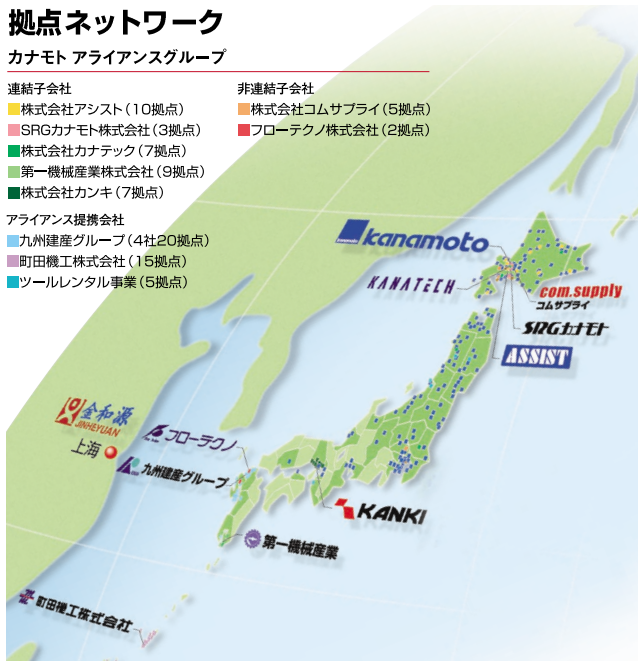 拠点ネットワーク
カナモト アライアンスグループ
連結子会社
株式会社アシスト(10拠点)
SRGカナモト株式会社(3拠点)
株式会社カナテック(7拠点)
第一機械産業株式会社(9拠点)
株式会社カンキ(7拠点)
非連結子会社
株式会社コムサプライ(5拠点)
フローテクノ株式会社(2拠点)
アライアンス提携会社
九州建産グループ(4社20拠点)
町田機工株式会社(15拠点)
ツールレンタル事業(5拠点)
kanamoto
KANATECH
com.supply
コムサプライ
SRGカナモト
ASSIST
金和源
JINHEYUAN
上海
フローテクノ
九州建産グループ
KANKI
第一機械産業
町田機工株式会社